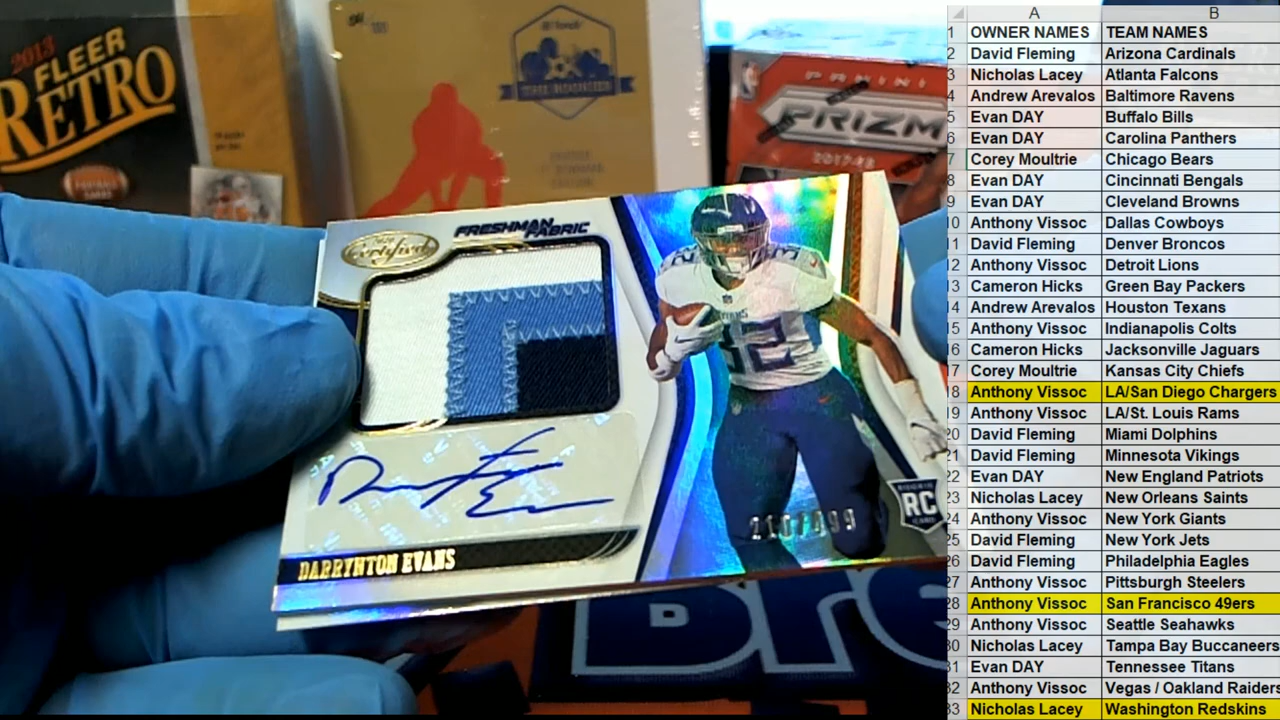 2013
FLEER
RETRO
FOOTBALL CARDS
THE BOUNCER
PANINI
PRIZM
2017-18
Certified
FRESHMAN FABRIC
32
RC
DARRYNTON EVANS
Bre
A B
1 OWNER NAMES TEAM NAMES
2 David Fleming Arizona Cardinals
3 Nicholas Lacey Atlanta Falcons
4 Andrew Arevalos Baltimore Ravens
5 Evan DAY Buffalo Bills
6 Evan DAY Carolina Panthers
7 Corey Moultrie Chicago Bears
8 Evan DAY Cincinnati Bengals
9 Evan DAY Cleveland Browns
10 Anthony Vissoc Dallas Cowboys
11 David Fleming Denver Broncos
12 Anthony Vissoc Detroit Lions
13 Cameron Hicks Green Bay Packers
14 Andrew Arevalos Houston Texans
15 Anthony Vissoc Indianapolis Colts
16 Cameron Hicks Jacksonville Jaguars
17 Corey Moultrie Kansas City Chiefs
18 Anthony Vissoc LA/San Diego Chargers
19 Anthony Vissoc LA/St. Louis Rams
20 David Fleming Miami Dolphins
21 David Fleming Minnesota Vikings
22 Evan DAY New England Patriots
23 Nicholas Lacey New Orleans Saints
24 Anthony Vissoc New York Giants
25 David Fleming New York Jets
26 David Fleming Philadelphia Eagles
27 Anthony Vissoc Pittsburgh Steelers
28 Anthony Vissoc San Francisco 49ers
29 Anthony Vissoc Seattle Seahawks
30 Nicholas Lacey Tampa Bay Buccaneers
31 Evan DAY Tennessee Titans
32 Anthony Vissoc Vegas / Oakland Raiders
33 Nicholas Lacey Washington Redskins